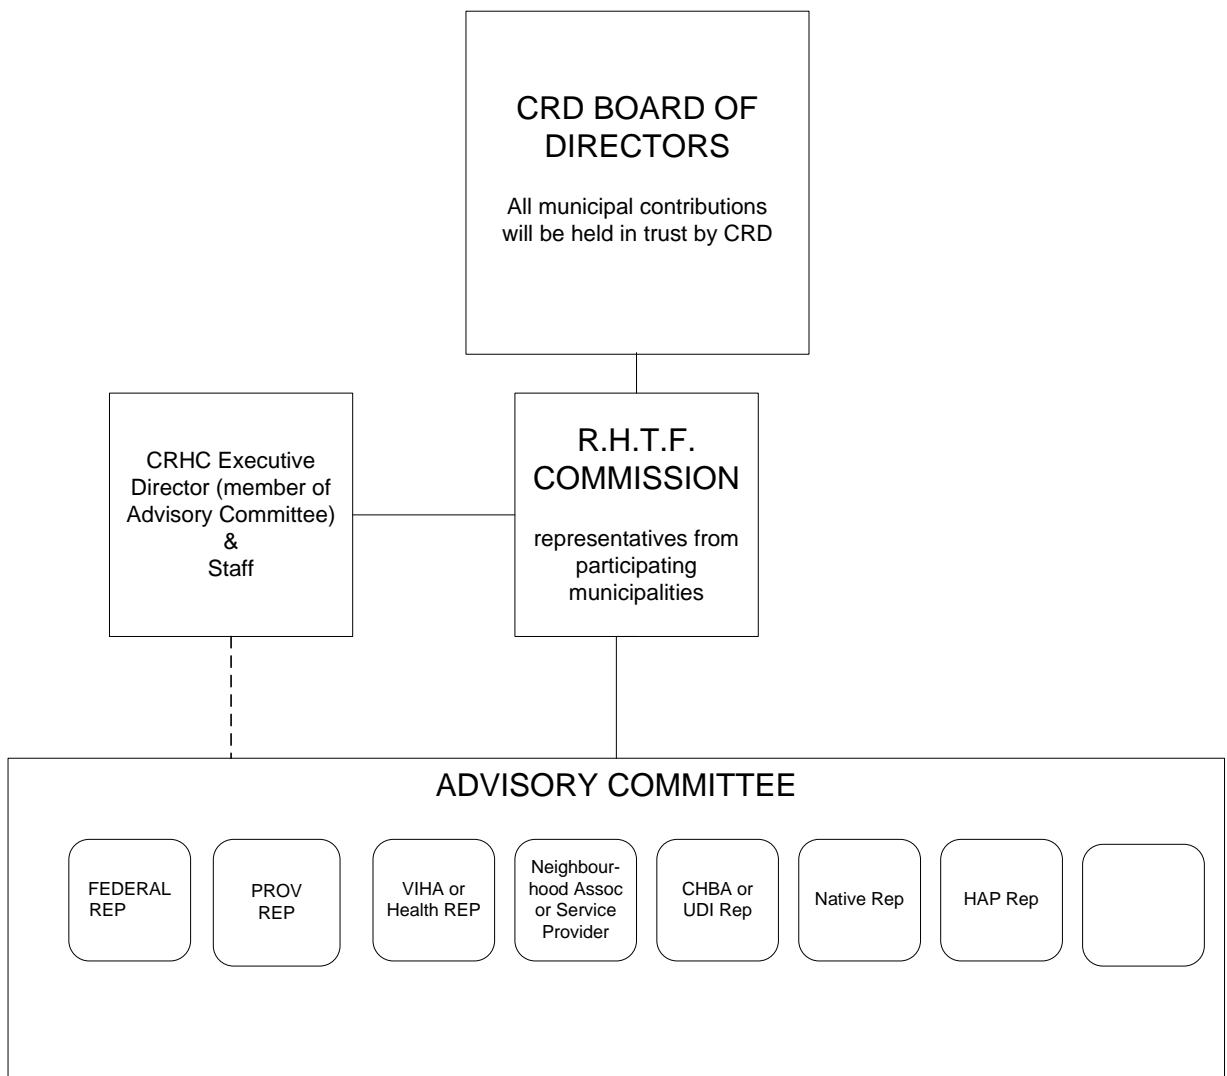 CRD BOARD OF
DIRECTORS
All municipal contributions
will be held in trust by CRD
CRHC Executive
Director (member of
Advisory Committee)
&
Staff
R.H.T.F.
COMMISSION
representatives from
participating
municipalities
ADVISORY COMMITTEE
FEDERAL
REP
PROV
REP
VIHA or
Health REP
Neighbour-
hood Assoc
or Service
Provider
CHBA or
UDI Rep
Native Rep
HAP Rep